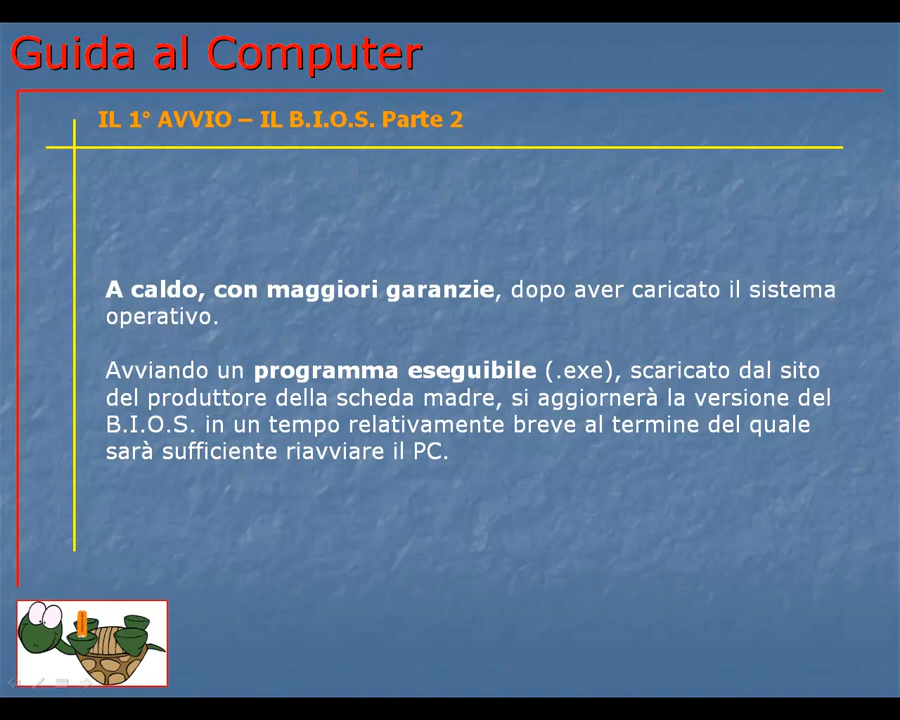 Guida al Computer
IL 1° AVVIO – IL B.I.O.S. Parte 2
A caldo, con maggiori garanzie, dopo aver caricato il sistema
operativo.
Avviando un programma eseguibile (.exe), scaricato dal sito
del produttore della scheda madre, si aggiornerà la versione del
B.I.O.S. in un tempo relativamente breve al termine del quale
sarà sufficiente riavviare il PC.